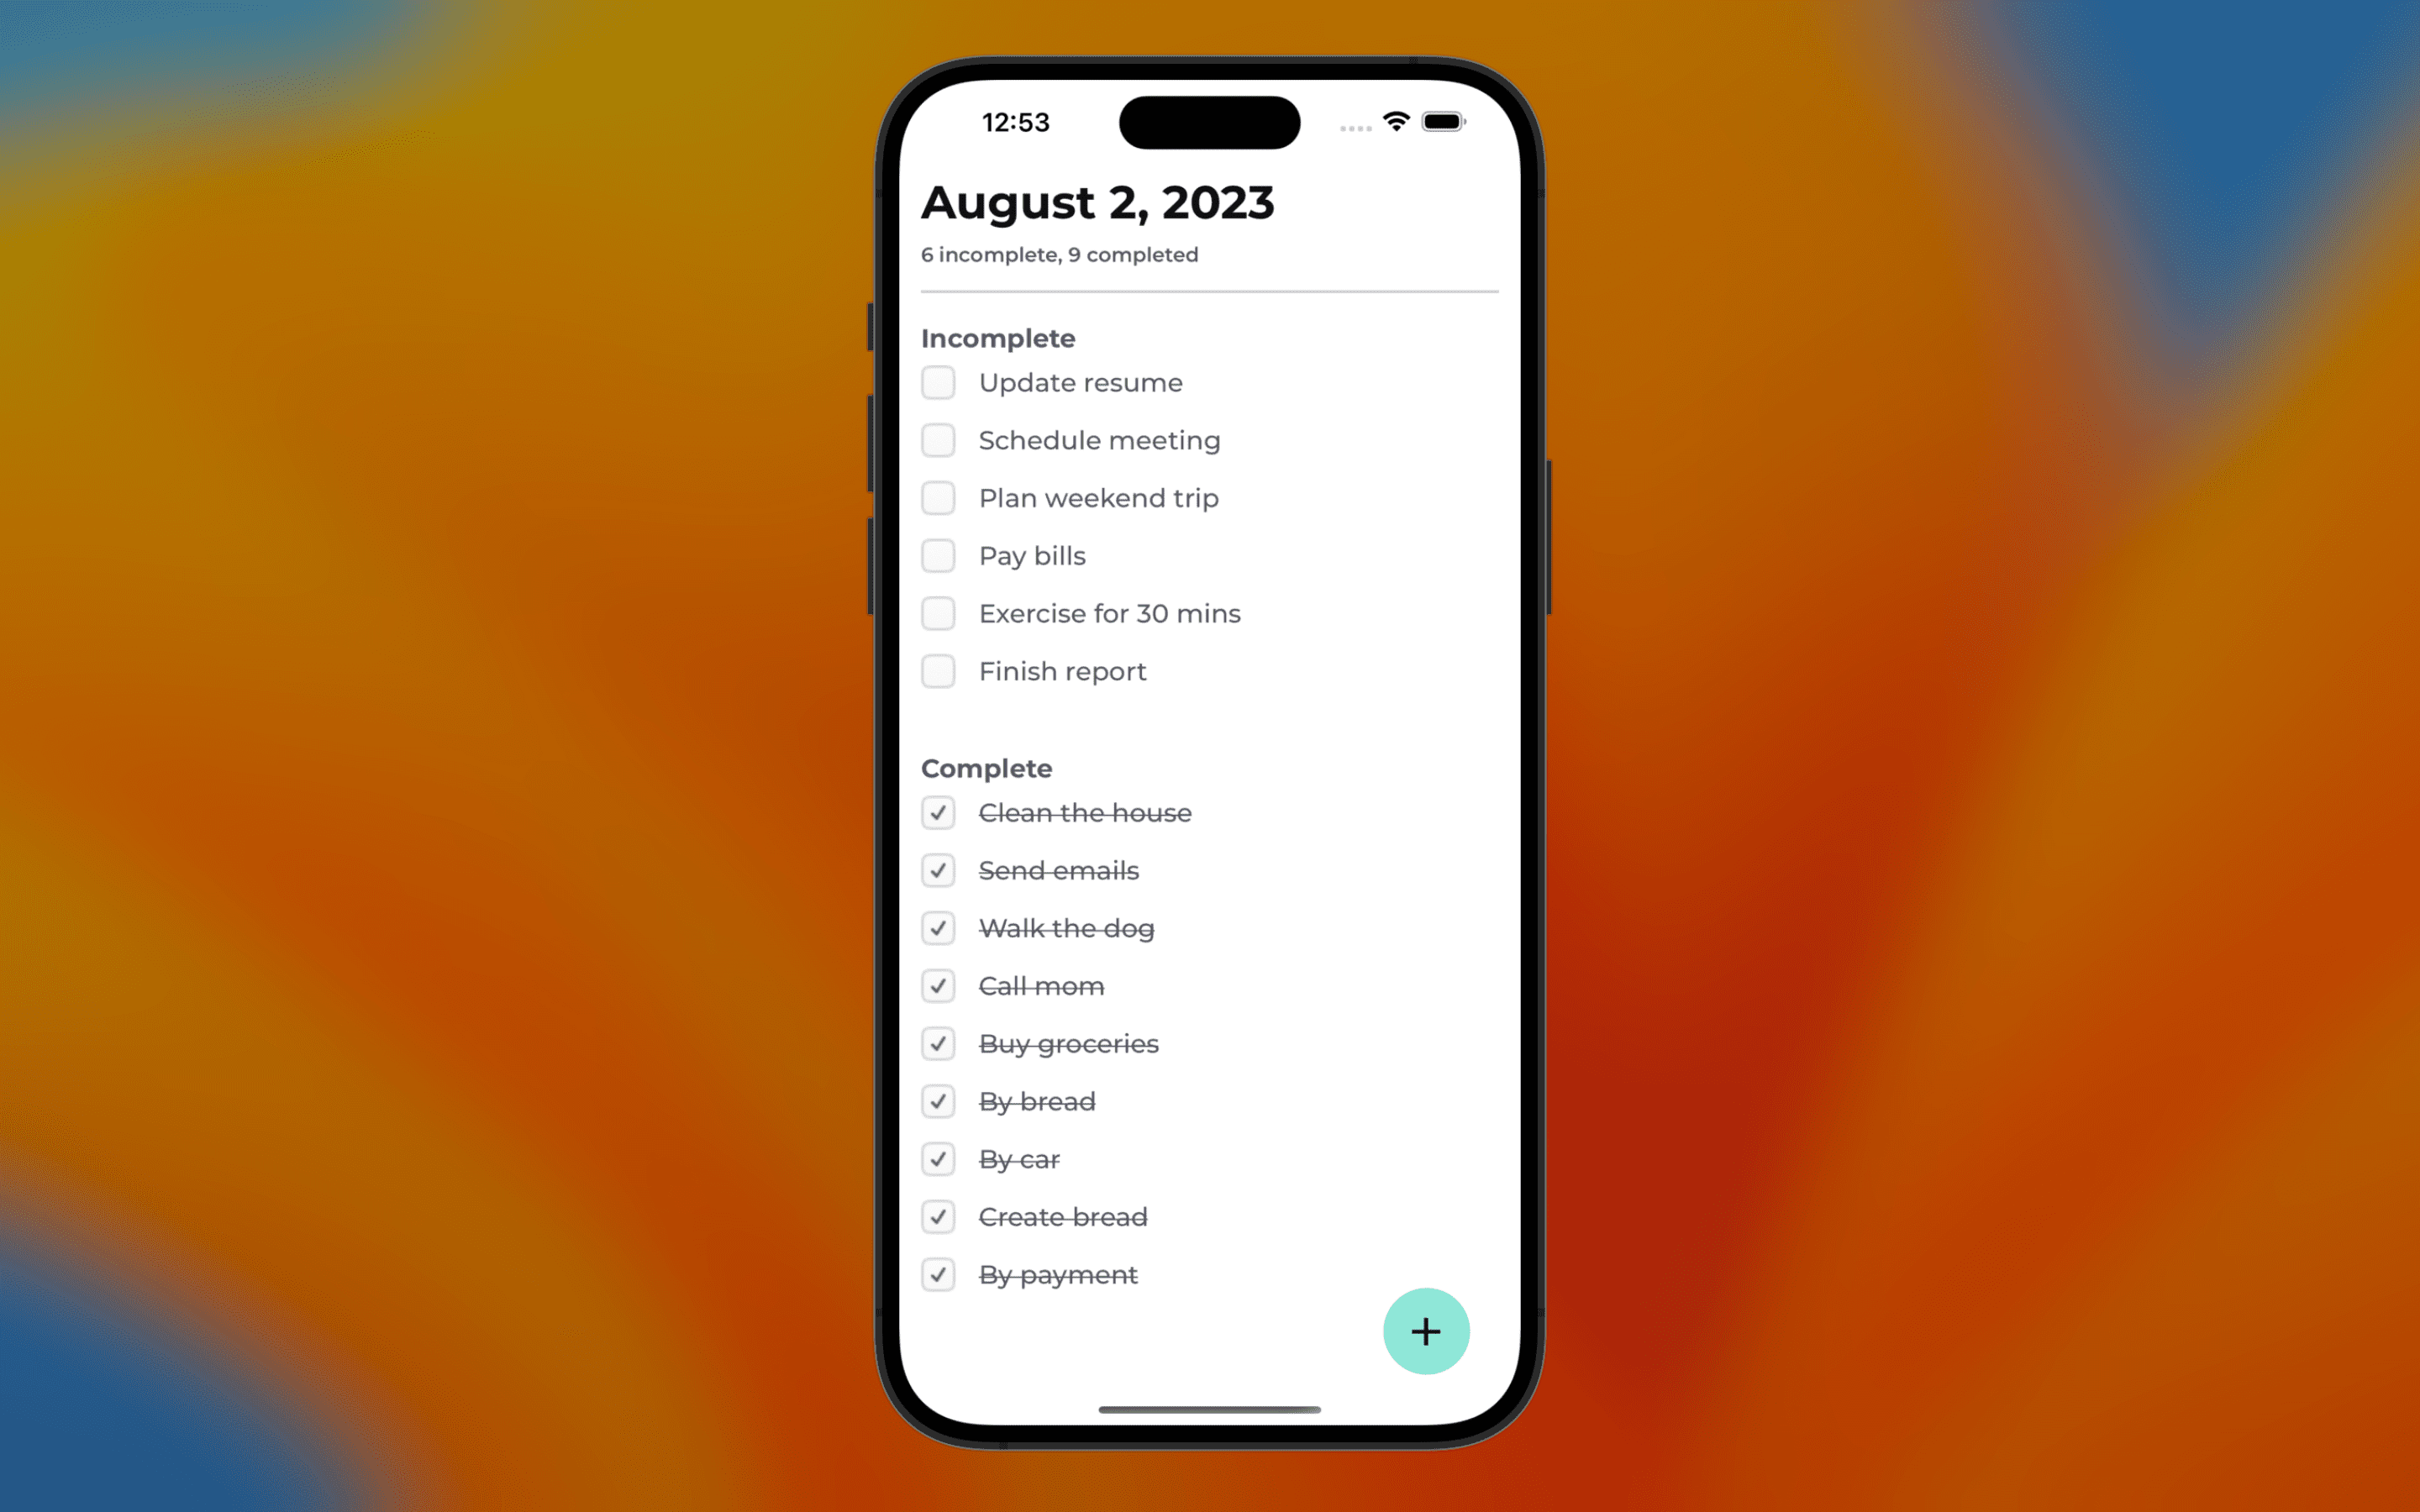 12:53
August 2, 2023
6 incomplete, 9 completed
Incomplete
Update resume
Schedule meeting
Plan weekend trip
Pay bills
Exercise for 30 mins
Finish report
Complete
Clean the house
Send emails
Walk the dog
Call mom
Buy groceries
By bread
By car
Create bread
By payment
+